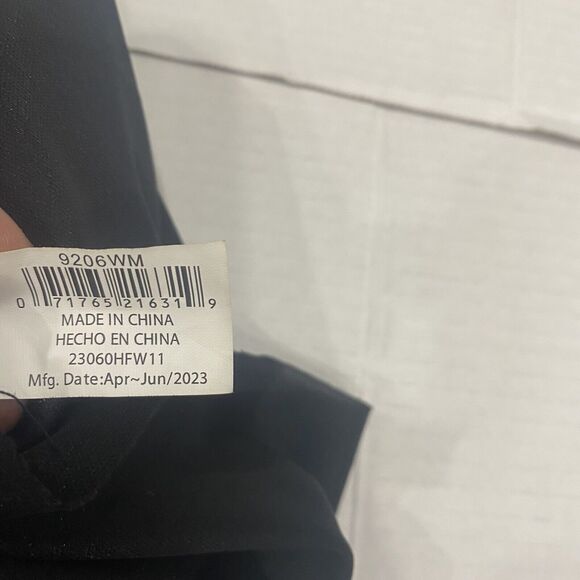 9206WM
0 71765 21631 9
MADE IN CHINA
HECHO EN CHINA
23060HFW11
Mfg. Date:Apr~Jun/2023